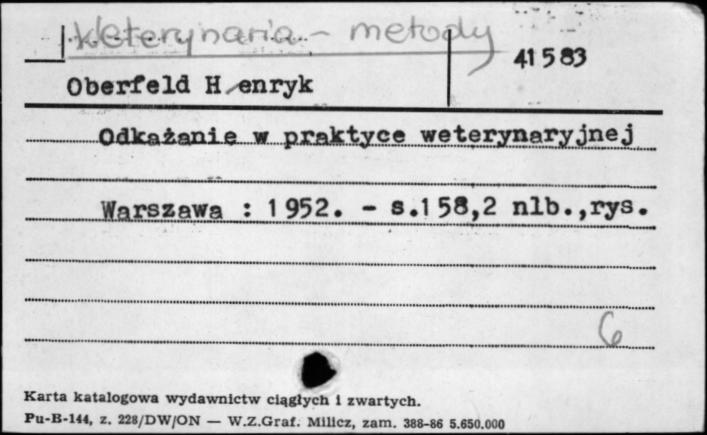 Weterynaria - metody
41583
Oberfeld Henryk
Odkażanie w praktyce weterynaryjnej
Warszawa : 1952. - s.158,2 nlb.,rys.
6
Karta katalogowa wydawnictw ciągłych i zwartych.
Pu-B-144, z. 228/DW/ON — W.Z.Graf. Milicz, zam. 388-86 5.650.000